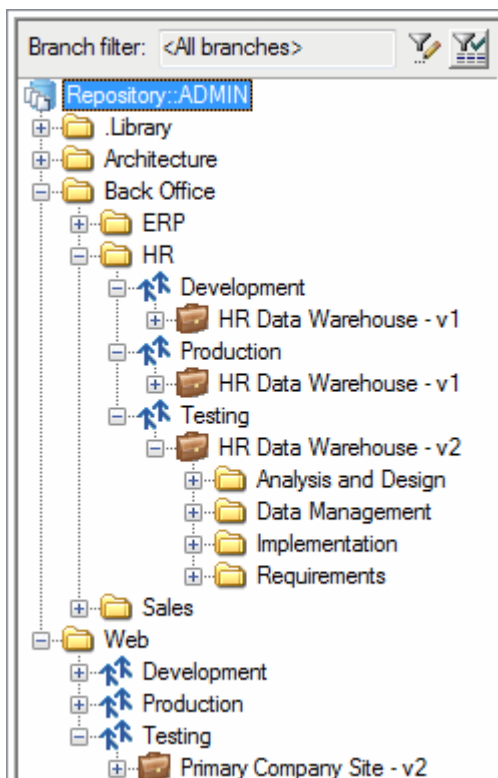 Branch filter: <All branches>
Repository::ADMIN
.Library
Architecture
Back Office
ERP
HR
Development
HR Data Warehouse - v1
Production
HR Data Warehouse - v1
Testing
HR Data Warehouse - v2
Analysis and Design
Data Management
Implementation
Requirements
Sales
Web
Development
Production
Testing
Primary Company Site - v2